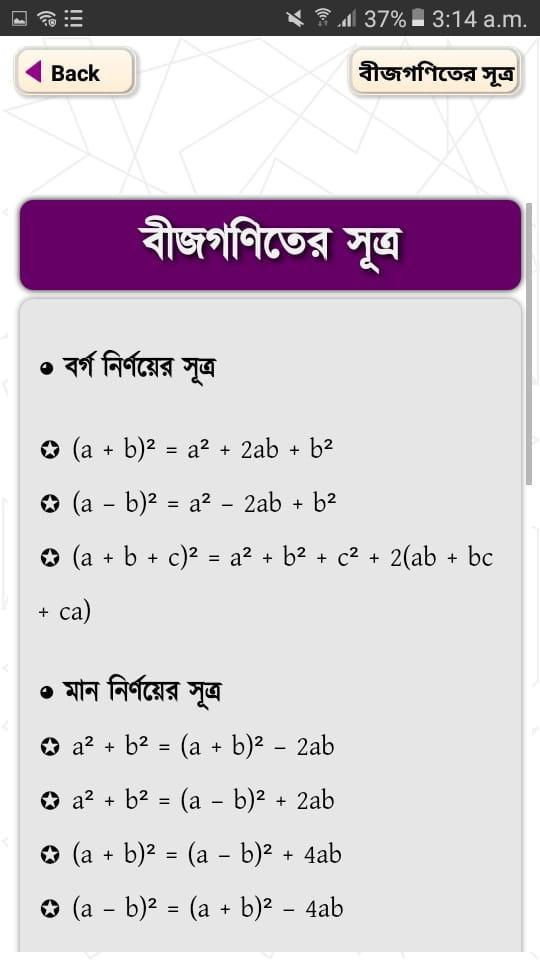 37% 3:14 a.m.
Back
বীজগণিতের সূত্র
বীজগণিতের সূত্র
• বর্গ নির্ণয়ের সূত্র
✪ (a + b)² = a² + 2ab + b²
✪ (a – b)² = a² – 2ab + b²
✪ (a + b + c)² = a² + b² + c² + 2(ab + bc
+ ca)
• মান নির্ণয়ের সূত্র
✪ a² + b² = (a + b)² – 2ab
✪ a² + b² = (a – b)² + 2ab
✪ (a + b)² = (a – b)² + 4ab
✪ (a – b)² = (a + b)² – 4ab